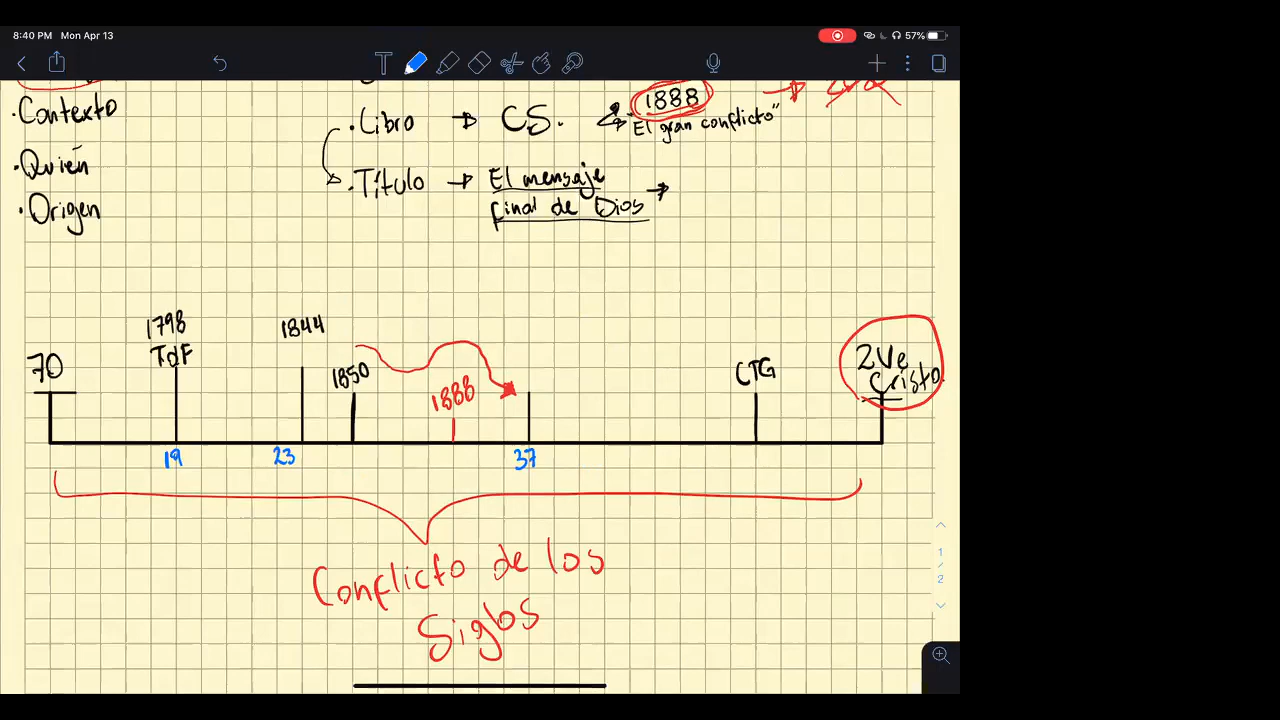 8:40 PM Mon Apr 13
57%
T
· Contexto
· Quién
· Origen
· Libro → CS.
1888
"El gran conflicto"
· Título → El mensaje
final de Dios →
70
1798
TdF
1844
1850
1888
CTG
2Ve
Cristo
19
23
37
Conflicto de los
Siglos
1
/
2